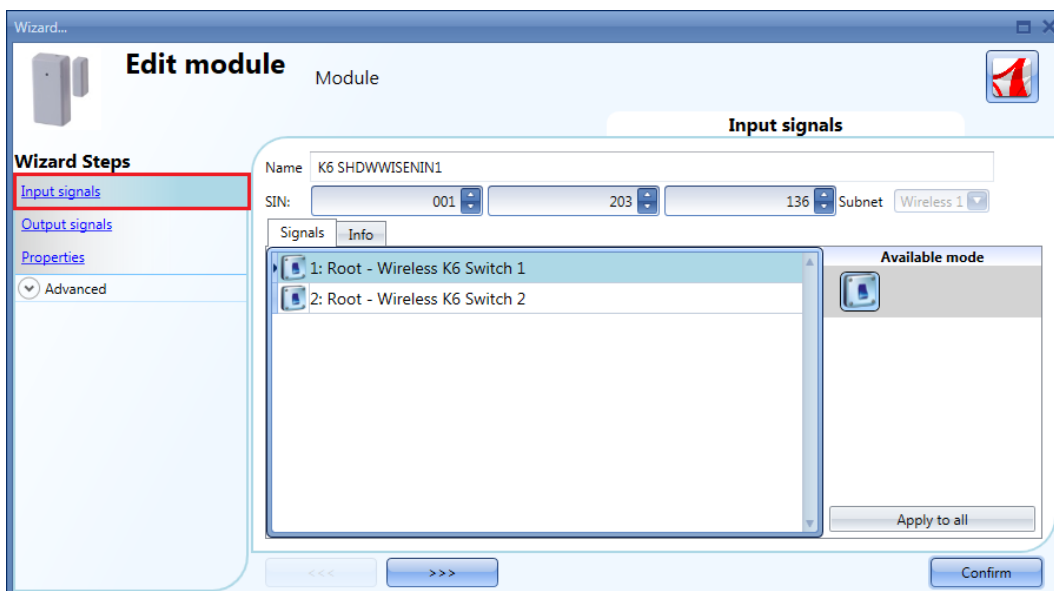 Wizard...
Edit module
Module
Input signals
Wizard Steps
Input signals
Output signals
Properties
Advanced
Name K6 SHDWWISENIN1
SIN: 001 203 136 Subnet Wireless 1
Signals Info
1: Root - Wireless K6 Switch 1
2: Root - Wireless K6 Switch 2
Available mode
Apply to all
<<< >>> Confirm